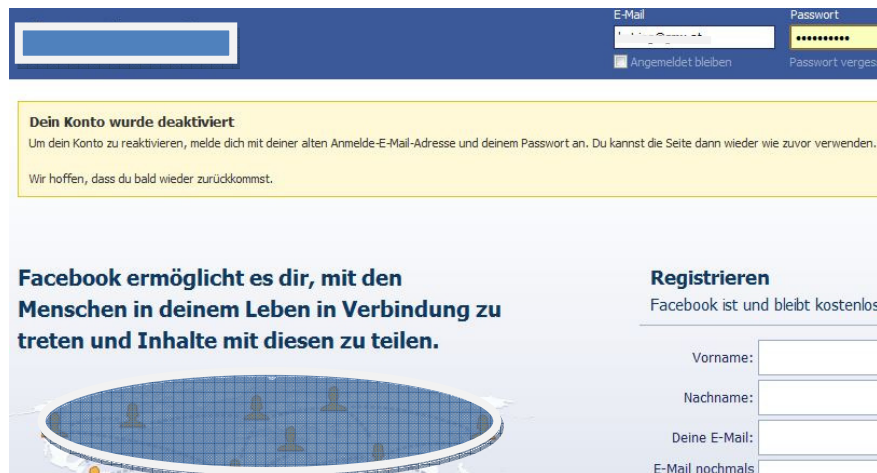 E-Mail
Passwort
••••••••••
Angemeldet bleiben
Passwort verges
Dein Konto wurde deaktiviert
Um dein Konto zu reaktivieren, melde dich mit deiner alten Anmelde-E-Mail-Adresse und deinem Passwort an. Du kannst die Seite dann wieder wie zuvor verwenden.
Wir hoffen, dass du bald wieder zurückkommst.
Facebook ermöglicht es dir, mit den
Menschen in deinem Leben in Verbindung zu
treten und Inhalte mit diesen zu teilen.
Registrieren
Facebook ist und bleibt kostenlos
Vorname:
Nachname:
Deine E-Mail:
E-Mail nochmals